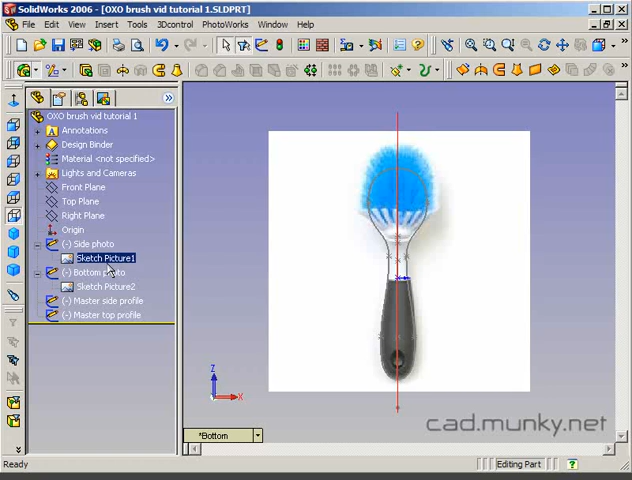 SolidWorks 2006 - [OXO brush vid tutorial 1.SLDPRT]
File Edit View Insert Tools 3Dcontrol PhotoWorks Window Help
OXO brush vid tutorial 1
Annotations
Design Binder
Material <not specified>
Lights and Cameras
Front Plane
Top Plane
Right Plane
Origin
(-) Side photo
Sketch Picture1
(-) Bottom photo
Sketch Picture2
(-) Master side profile
(-) Master top profile
Z
X
cad.munky.net
*Bottom
Ready
Editing Part